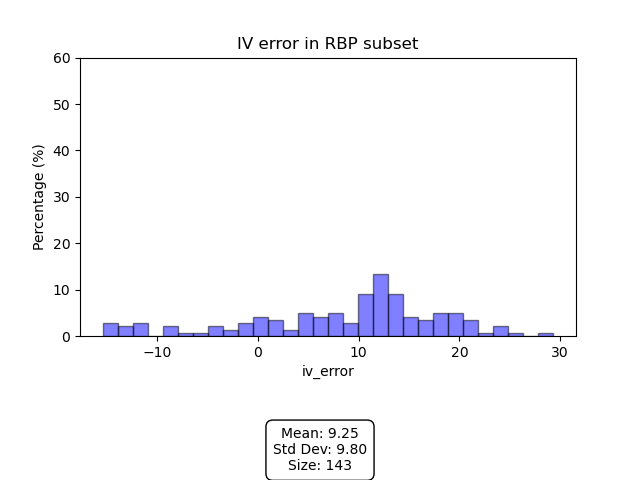 IV error in RBP subset
60
50
40
30
20
10
0
Percentage (%)
−10
0
10
20
30
iv_error
Mean: 9.25
Std Dev: 9.80
Size: 143